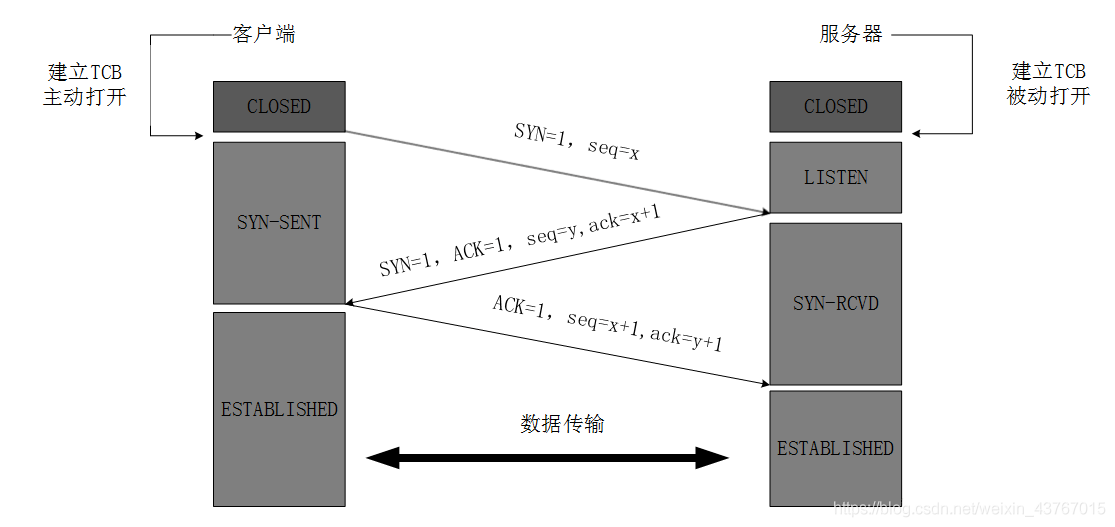 客户端
服务器
建立TCB
主动打开
建立TCB
被动打开
CLOSED
CLOSED
SYN=1, seq=x
LISTEN
SYN-SENT
SYN=1, ACK=1, seq=y,ack=x+1
SYN-RCVD
ACK=1, seq=x+1,ack=y+1
ESTABLISHED
数据传输
ESTABLISHED
https://blog.csdn.net/weixin_43767015